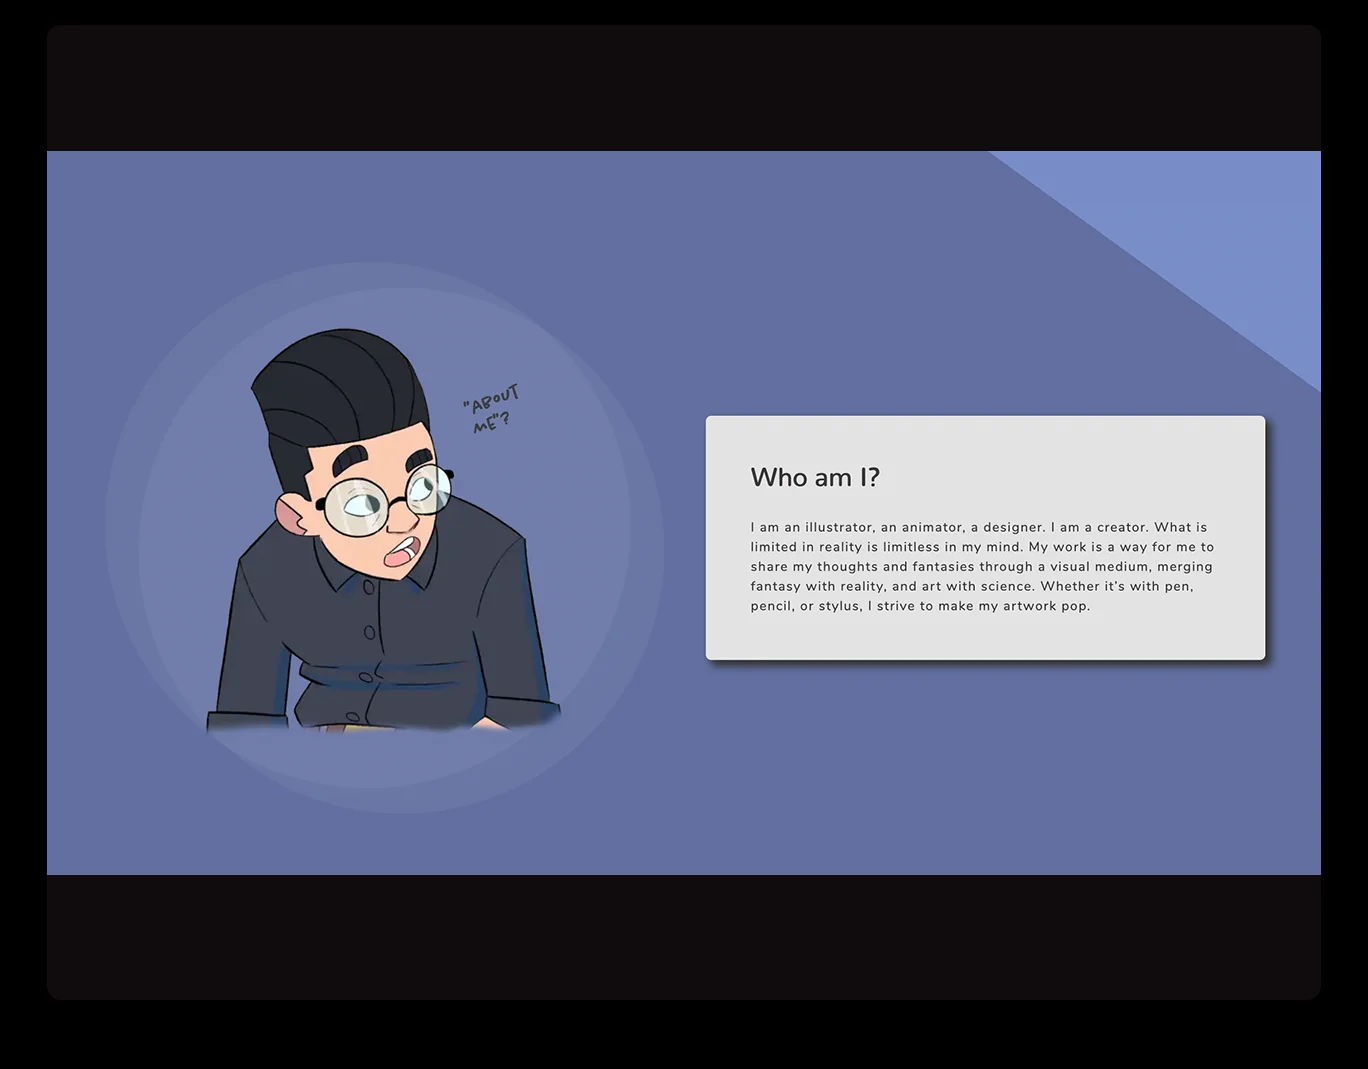 "ABOUT
ME"?
Who am I?
I am an illustrator, an animator, a designer. I am a creator. What is
limited in reality is limitless in my mind. My work is a way for me to
share my thoughts and fantasies through a visual medium, merging
fantasy with reality, and art with science. Whether it's with pen,
pencil, or stylus, I strive to make my artwork pop.